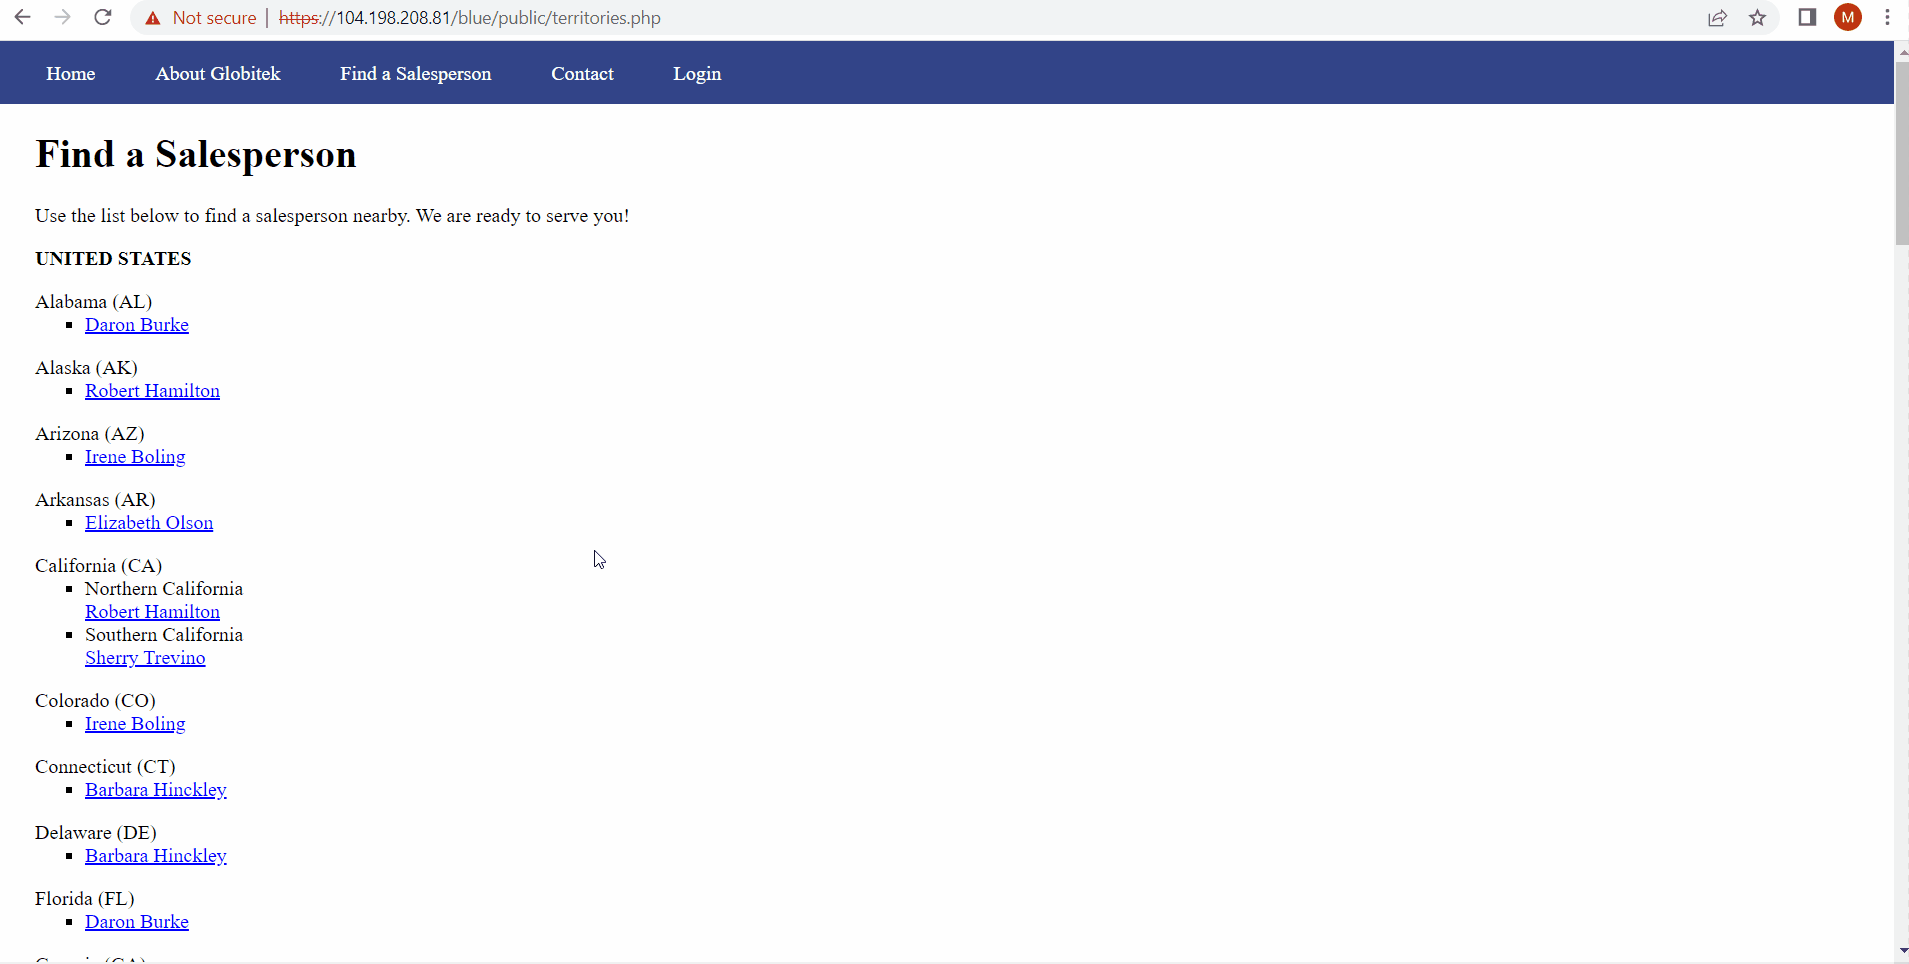 Not secure | https://104.198.208.81/blue/public/territories.php
M
Home About Globitek Find a Salesperson Contact Login
Find a Salesperson
Use the list below to find a salesperson nearby. We are ready to serve you!
UNITED STATES
Alabama (AL)
Daron Burke
Alaska (AK)
Robert Hamilton
Arizona (AZ)
Irene Boling
Arkansas (AR)
Elizabeth Olson
California (CA)
Northern California
Robert Hamilton
Southern California
Sherry Trevino
Colorado (CO)
Irene Boling
Connecticut (CT)
Barbara Hinckley
Delaware (DE)
Barbara Hinckley
Florida (FL)
Daron Burke